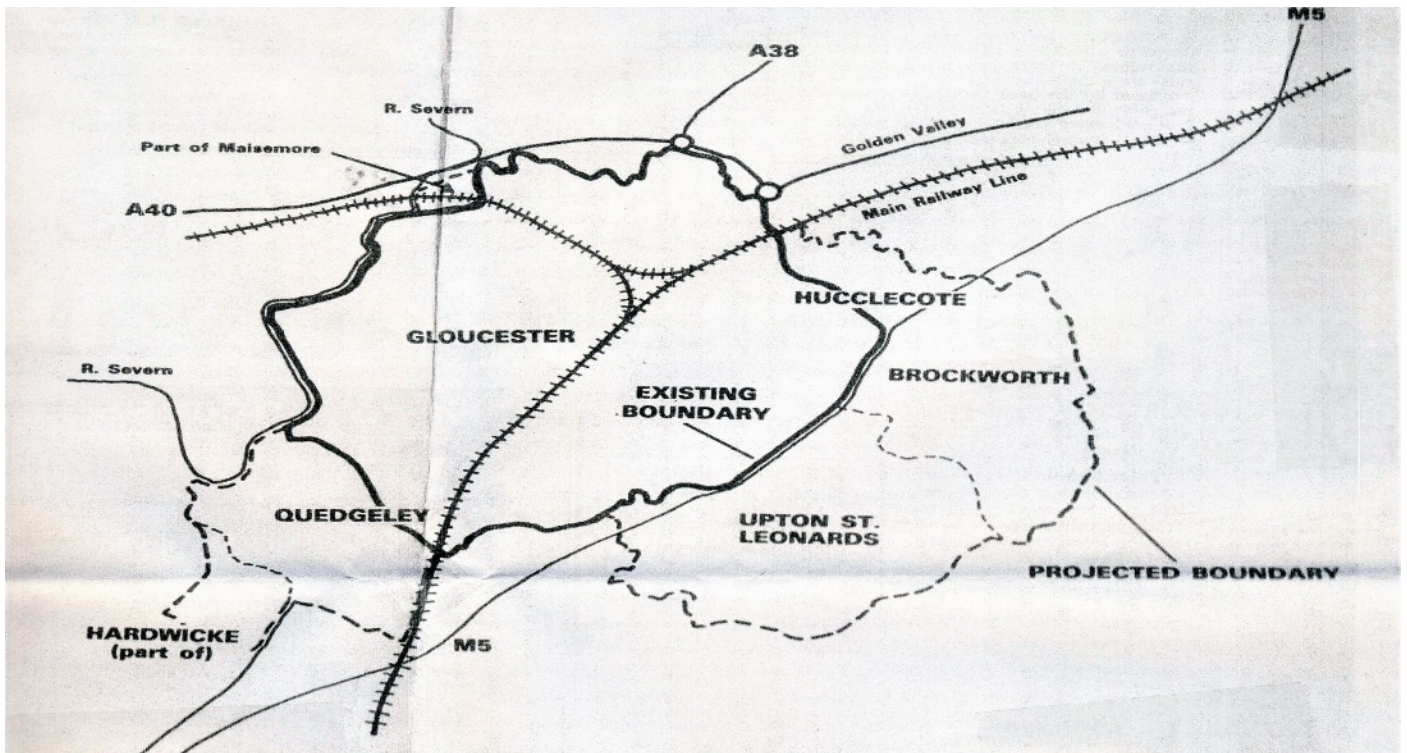 M5
A38
R. Severn
Part of Maisemore
Golden Valley
A40
Main Railway Line
HUCCLECOTE
GLOUCESTER
R. Severn
BROCKWORTH
EXISTING
BOUNDARY
QUEDGELEY
UPTON ST.
LEONARDS
PROJECTED BOUNDARY
HARDWICKE
(part of)
M5